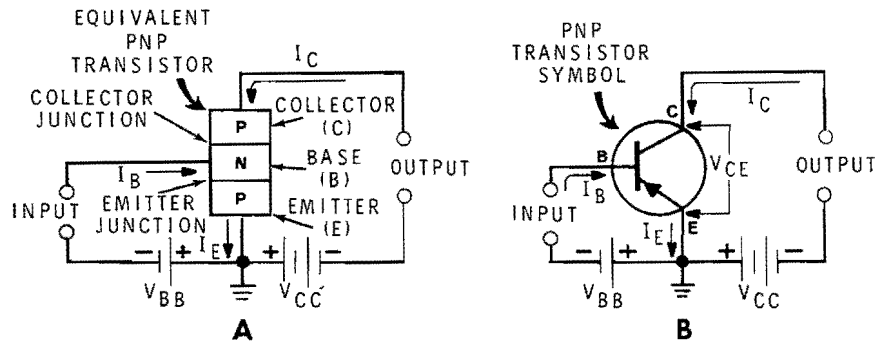 EQUIVALENT
PNP
TRANSISTOR
COLLECTOR
JUNCTION
I_C
P
COLLECTOR
(C)
N
BASE
(B)
OUTPUT
I_B
INPUT
EMITTER
JUNCTION
P
EMITTER
(E)
I_E
− +
+ −
V_BB
V_CC
A
PNP
TRANSISTOR
SYMBOL
I_C
C
B
V_CE
OUTPUT
I_B
INPUT
I_E
E
− +
+ −
V_BB
V_CC
B